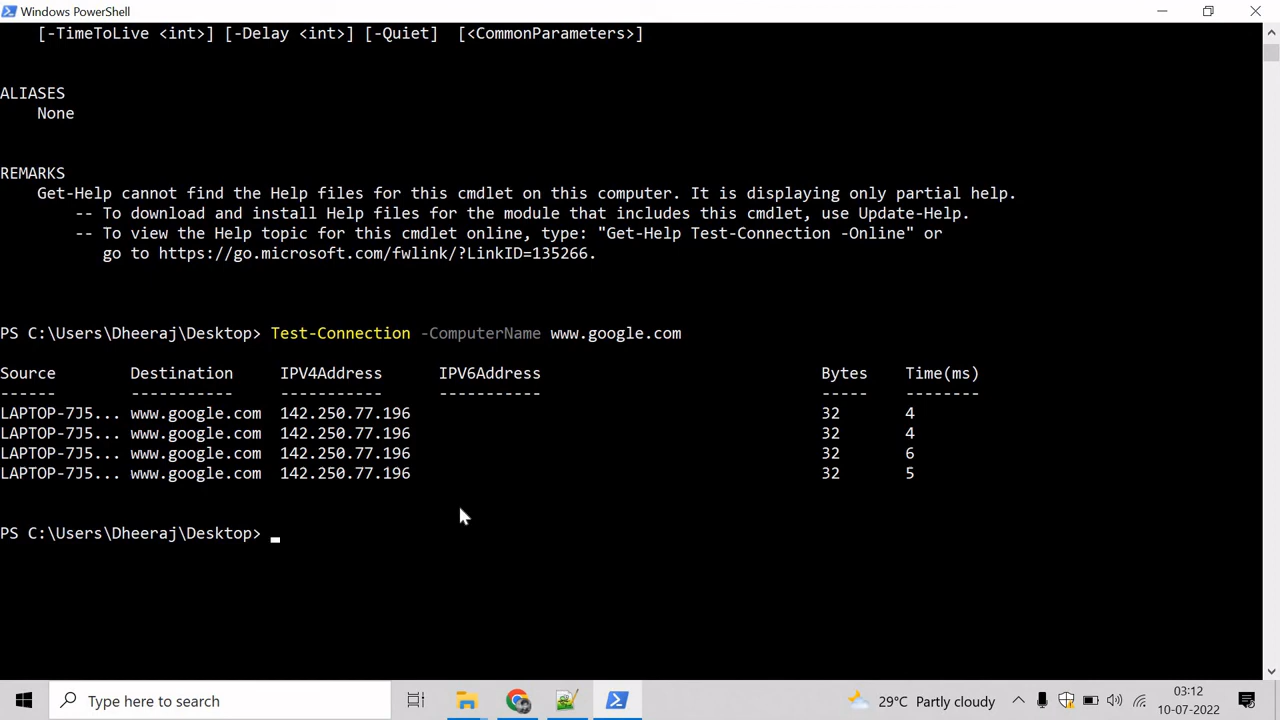 Windows PowerShell
[-TimeToLive <int>] [-Delay <int>] [-Quiet]  [<CommonParameters>]
ALIASES
None
REMARKS
Get-Help cannot find the Help files for this cmdlet on this computer. It is displaying only partial help.
-- To download and install Help files for the module that includes this cmdlet, use Update-Help.
-- To view the Help topic for this cmdlet online, type: "Get-Help Test-Connection -Online" or
go to https://go.microsoft.com/fwlink/?LinkID=135266.
PS C:\Users\Dheeraj\Desktop> Test-Connection -ComputerName www.google.com
Source Destination IPV4Address IPV6Address Bytes Time(ms)
------ ----------- ----------- ----------- ----- --------
LAPTOP-7J5... www.google.com 142.250.77.196 32 4
LAPTOP-7J5... www.google.com 142.250.77.196 32 4
LAPTOP-7J5... www.google.com 142.250.77.196 32 6
LAPTOP-7J5... www.google.com 142.250.77.196 32 5
PS C:\Users\Dheeraj\Desktop>
Type here to search
29°C Partly cloudy
03:12
10-07-2022